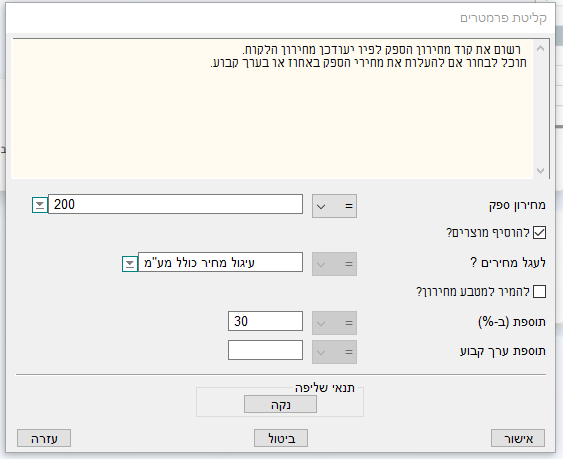 קליטת פרמטרים
רשום את קוד מחירון הספק לפיו יעודכן מחירון הלקוח.
תוכל לבחור אם להעלות את מחירי הספק באחוז או בערך קבוע.
מחירון ספק = 200
להוסיף מוצרים?
לעגל מחירים ? = עיגול מחיר כולל מע"מ
להמיר למטבע מחירון?
תוספת (ב-%) = 30
תוספת ערך קבוע =
תנאי שליפה
נקה
אישור ביטול עזרה